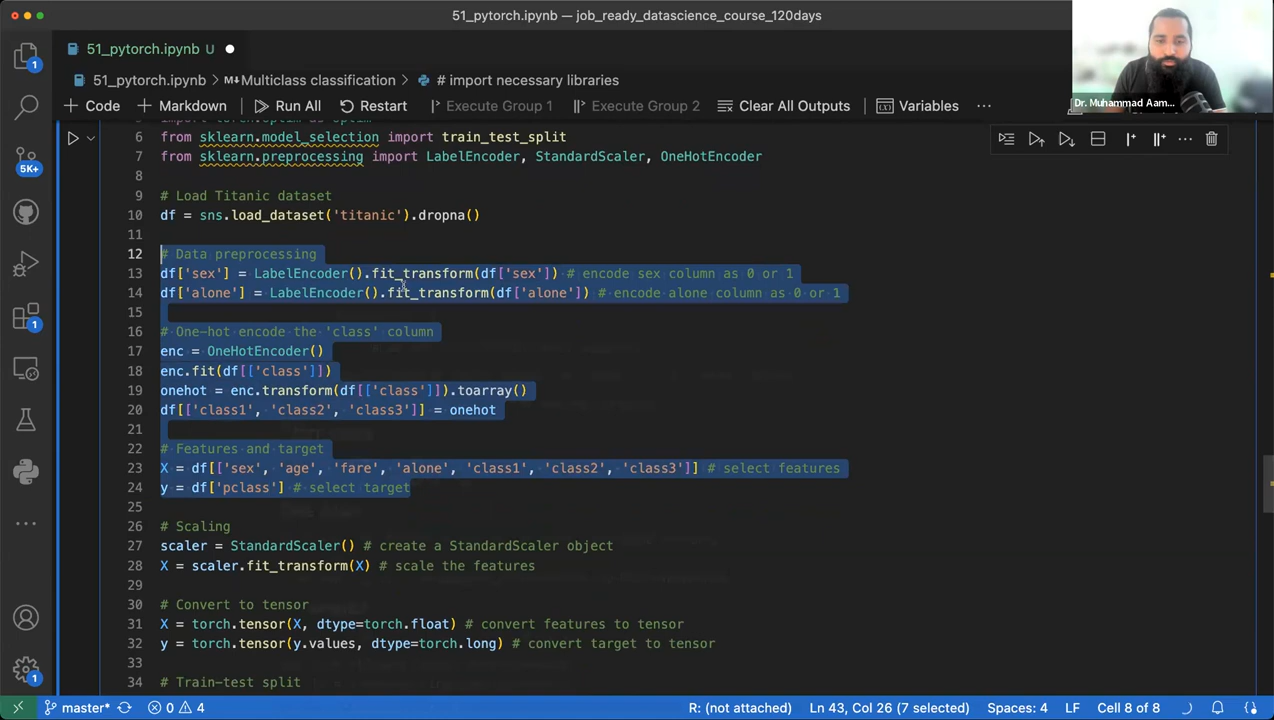 51_pytorch.ipynb — job_ready_datascience_course_120days
51_pytorch.ipynb U
51_pytorch.ipynb > M↓Multiclass classification > # import necessary libraries
+ Code + Markdown Run All Restart Execute Group 1 Execute Group 2 Clear All Outputs Variables ...
Dr. Muhammad Aam...
1
5K+
1
1
6 from sklearn.model_selection import train_test_split
7 from sklearn.preprocessing import LabelEncoder, StandardScaler, OneHotEncoder
8
9 # Load Titanic dataset
10 df = sns.load_dataset('titanic').dropna()
11
12 # Data preprocessing
13 df['sex'] = LabelEncoder().fit_transform(df['sex']) # encode sex column as 0 or 1
14 df['alone'] = LabelEncoder().fit_transform(df['alone']) # encode alone column as 0 or 1
15
16 # One-hot encode the 'class' column
17 enc = OneHotEncoder()
18 enc.fit(df[['class']])
19 onehot = enc.transform(df[['class']]).toarray()
20 df[['class1', 'class2', 'class3']] = onehot
21
22 # Features and target
23 X = df[['sex', 'age', 'fare', 'alone', 'class1', 'class2', 'class3']] # select features
24 y = df['pclass'] # select target
25
26 # Scaling
27 scaler = StandardScaler() # create a StandardScaler object
28 X = scaler.fit_transform(X) # scale the features
29
30 # Convert to tensor
31 X = torch.tensor(X, dtype=torch.float) # convert features to tensor
32 y = torch.tensor(y.values, dtype=torch.long) # convert target to tensor
33
34 # Train-test split
master* 0 4 R: (not attached) Ln 43, Col 26 (7 selected) Spaces: 4 LF Cell 8 of 8